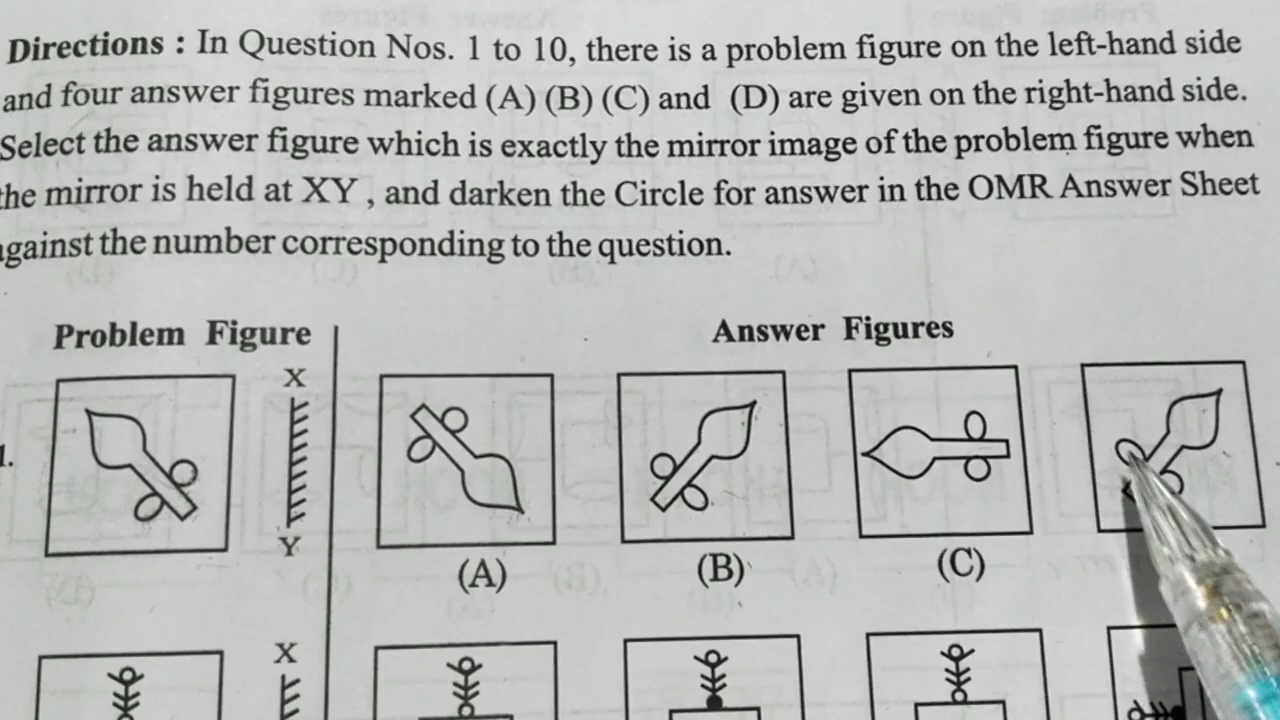 Directions : In Question Nos. 1 to 10, there is a problem figure on the left-hand side
and four answer figures marked (A) (B) (C) and (D) are given on the right-hand side.
Select the answer figure which is exactly the mirror image of the problem figure when
the mirror is held at XY , and darken the Circle for answer in the OMR Answer Sheet
against the number corresponding to the question.
Problem Figure Answer Figures
X
1.
Y
(A) (B) (C)
X